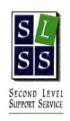 S L
S S
SECOND LEVEL
SUPPORT SERVICE